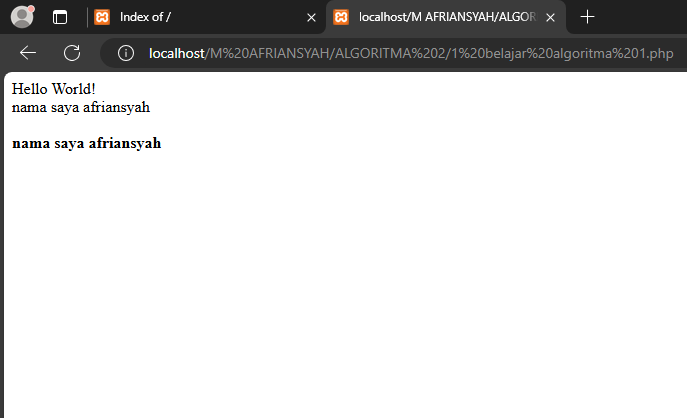 Index of /
localhost/M AFRIANSYAH/ALGOR
localhost/M%20AFRIANSYAH/ALGORITMA%202/1%20belajar%20algoritma%201.php
Hello World!
nama saya afriansyah
nama saya afriansyah